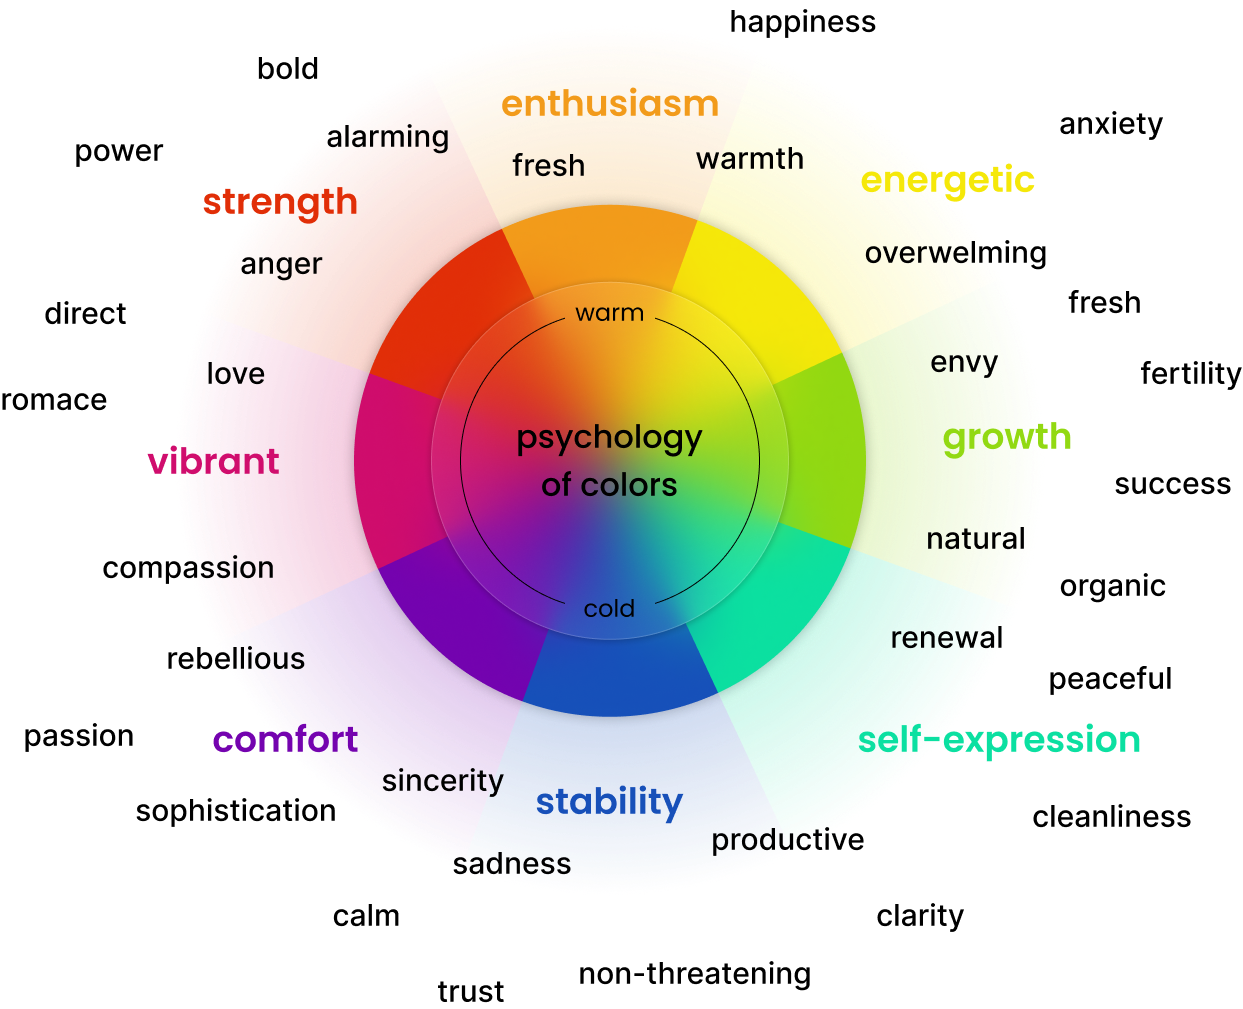 happiness
bold
enthusiasm
anxiety
alarming
power
fresh
warmth
energetic
strength
overwelming
anger
fresh
direct
warm
love
envy
fertility
romace
psychology
of colors
growth
vibrant
success
natural
compassion
organic
cold
renewal
rebellious
peaceful
passion
comfort
self-expression
sincerity
stability
sophistication
cleanliness
productive
sadness
calm
clarity
non-threatening
trust